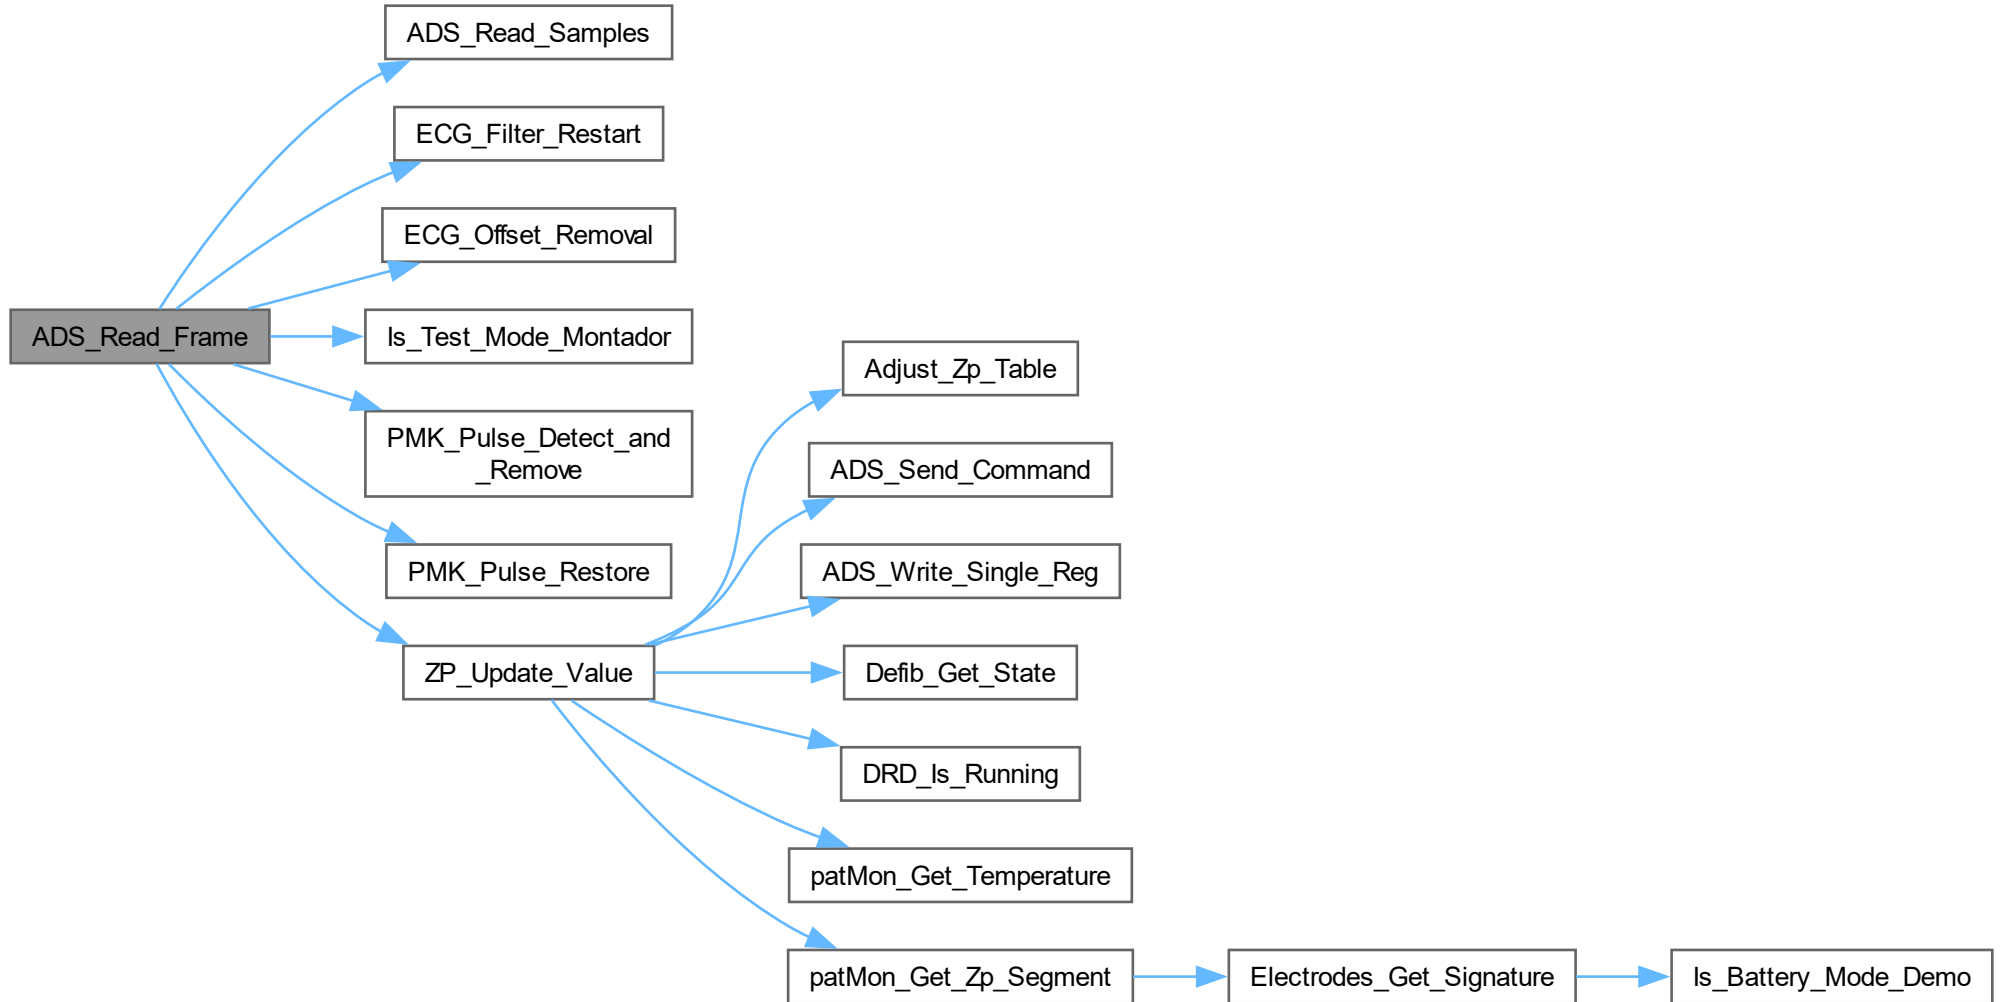 ADS_Read_Samples
ECG_Filter_Restart
ECG_Offset_Removal
ADS_Read_Frame
Is_Test_Mode_Montador
Adjust_Zp_Table
PMK_Pulse_Detect_and
_Remove
ADS_Send_Command
PMK_Pulse_Restore
ADS_Write_Single_Reg
ZP_Update_Value
Defib_Get_State
DRD_Is_Running
patMon_Get_Temperature
patMon_Get_Zp_Segment
Electrodes_Get_Signature
Is_Battery_Mode_Demo